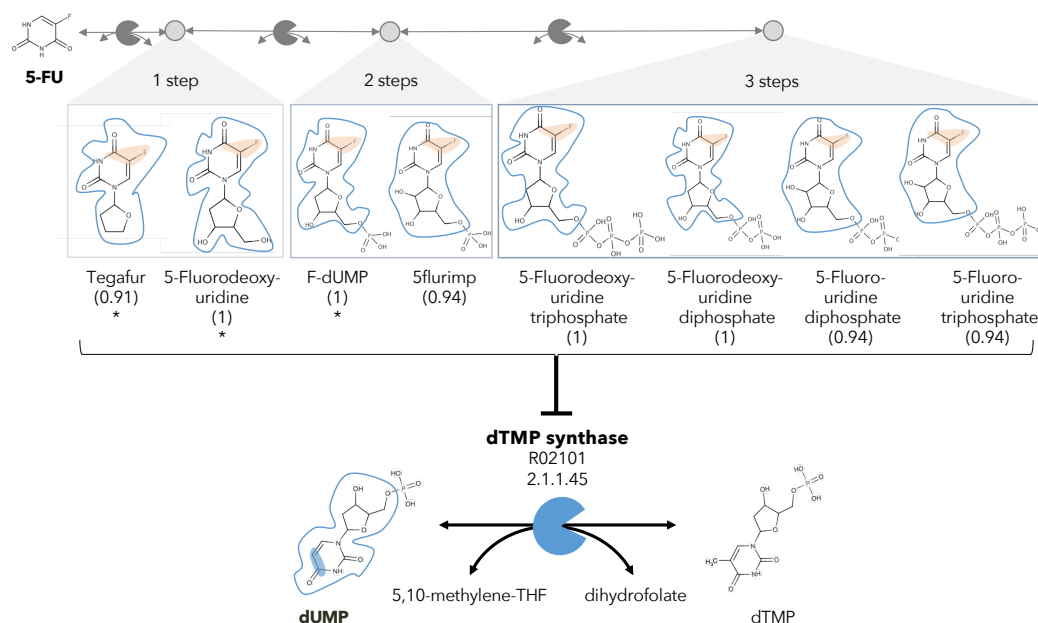 5-FU
1 step
2 steps
3 steps
Tegafur
(0.91)
*
5-Fluorodeoxy-
uridine
(1)
*
F-dUMP
(1)
*
5flurimp
(0.94)
5-Fluorodeoxy-
uridine
triphosphate
(1)
5-Fluorodeoxy-
uridine
diphosphate
(1)
5-Fluoro-
uridine
diphosphate
(0.94)
5-Fluoro-
uridine
triphosphate
(0.94)
dTMP synthase
R02101
2.1.1.45
5,10-methylene-THF
dihydrofolate
dUMP
dTMP